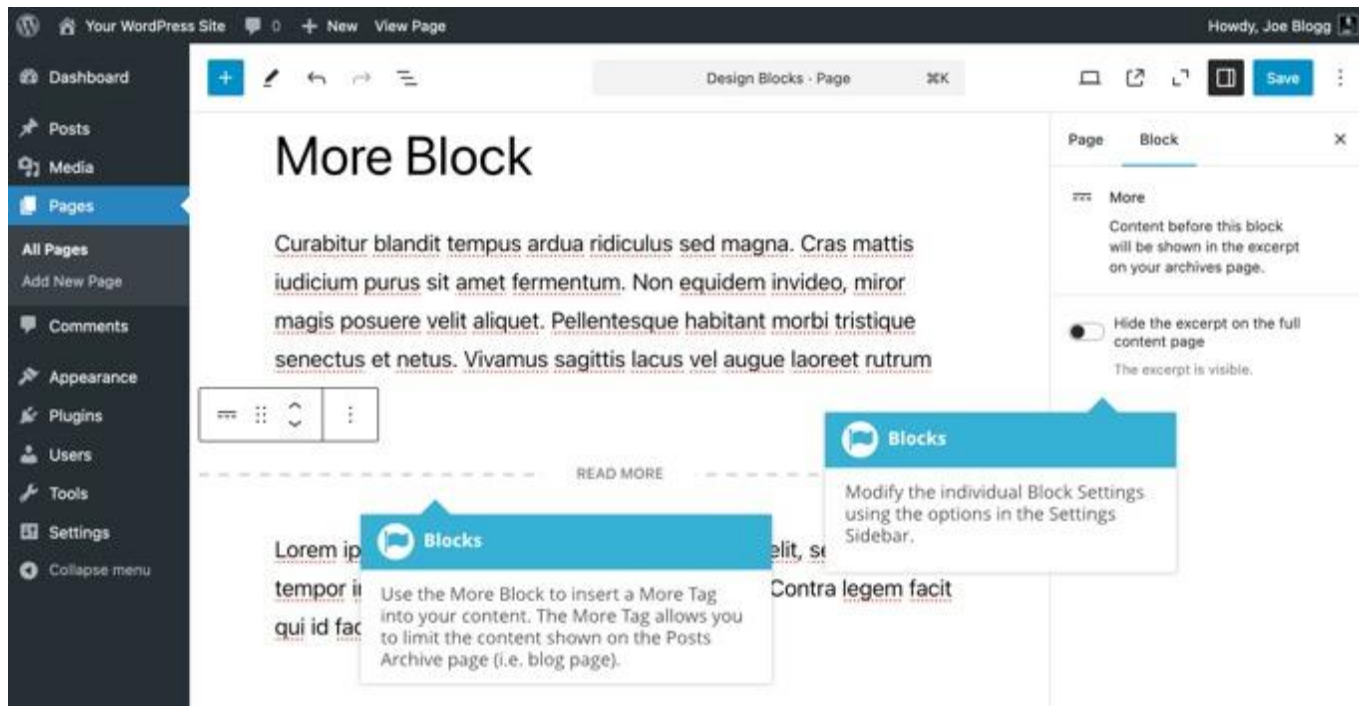 Your WordPress Site 0 + New View Page Howdy, Joe Blogg
Dashboard
Posts
Media
Pages
All Pages
Add New Page
Comments
Appearance
Plugins
Users
Tools
Settings
Collapse menu
Design Blocks · Page ⌘K
Save
More Block
Curabitur blandit tempus ardua ridiculus sed magna. Cras mattis
iudicium purus sit amet fermentum. Non equidem invideo, miror
magis posuere velit aliquet. Pellentesque habitant morbi tristique
senectus et netus. Vivamus sagittis lacus vel augue laoreet rutrum
READ MORE
Lorem ip elit, se
tempor i Contra legem facit
qui id fac
Blocks
Use the More Block to insert a More Tag
into your content. The More Tag allows you
to limit the content shown on the Posts
Archive page (i.e. blog page).
Page Block
More
Content before this block
will be shown in the excerpt
on your archives page.
Hide the excerpt on the full
content page
The excerpt is visible.
Blocks
Modify the individual Block Settings
using the options in the Settings
Sidebar.